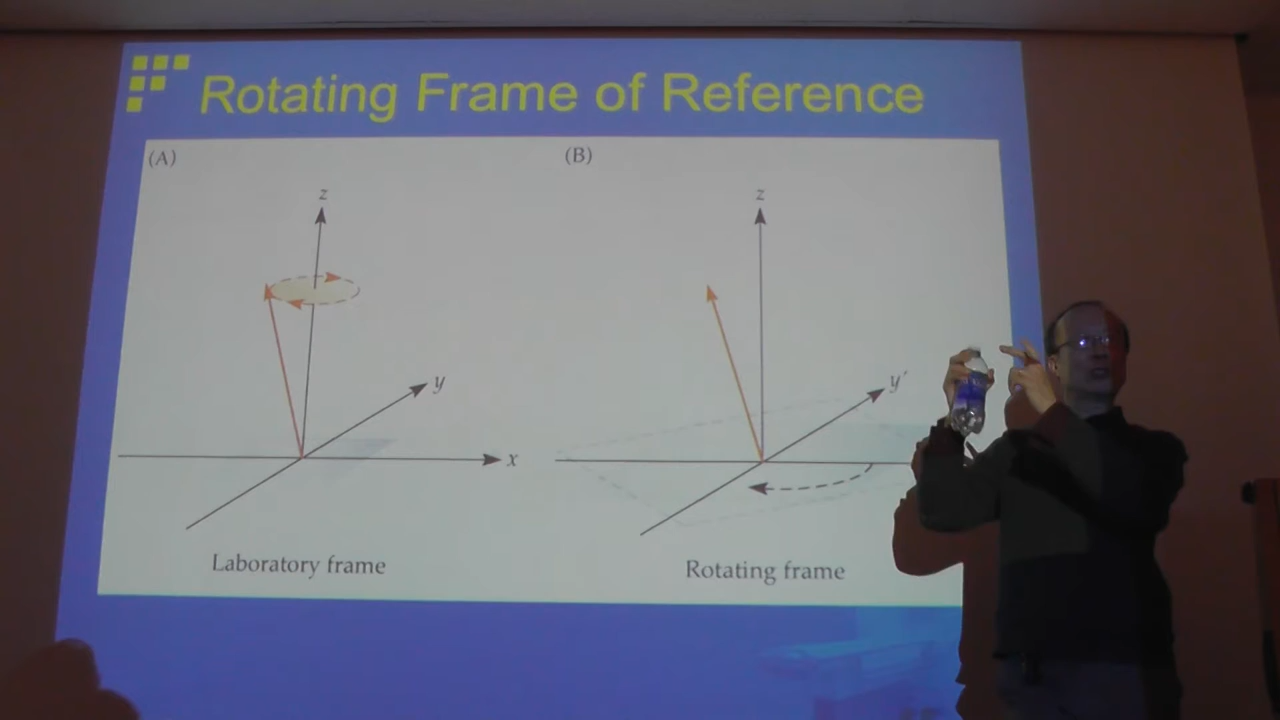 Rotating Frame of Reference
(A)
(B)
z
z
y
y′
x
Laboratory frame
Rotating frame